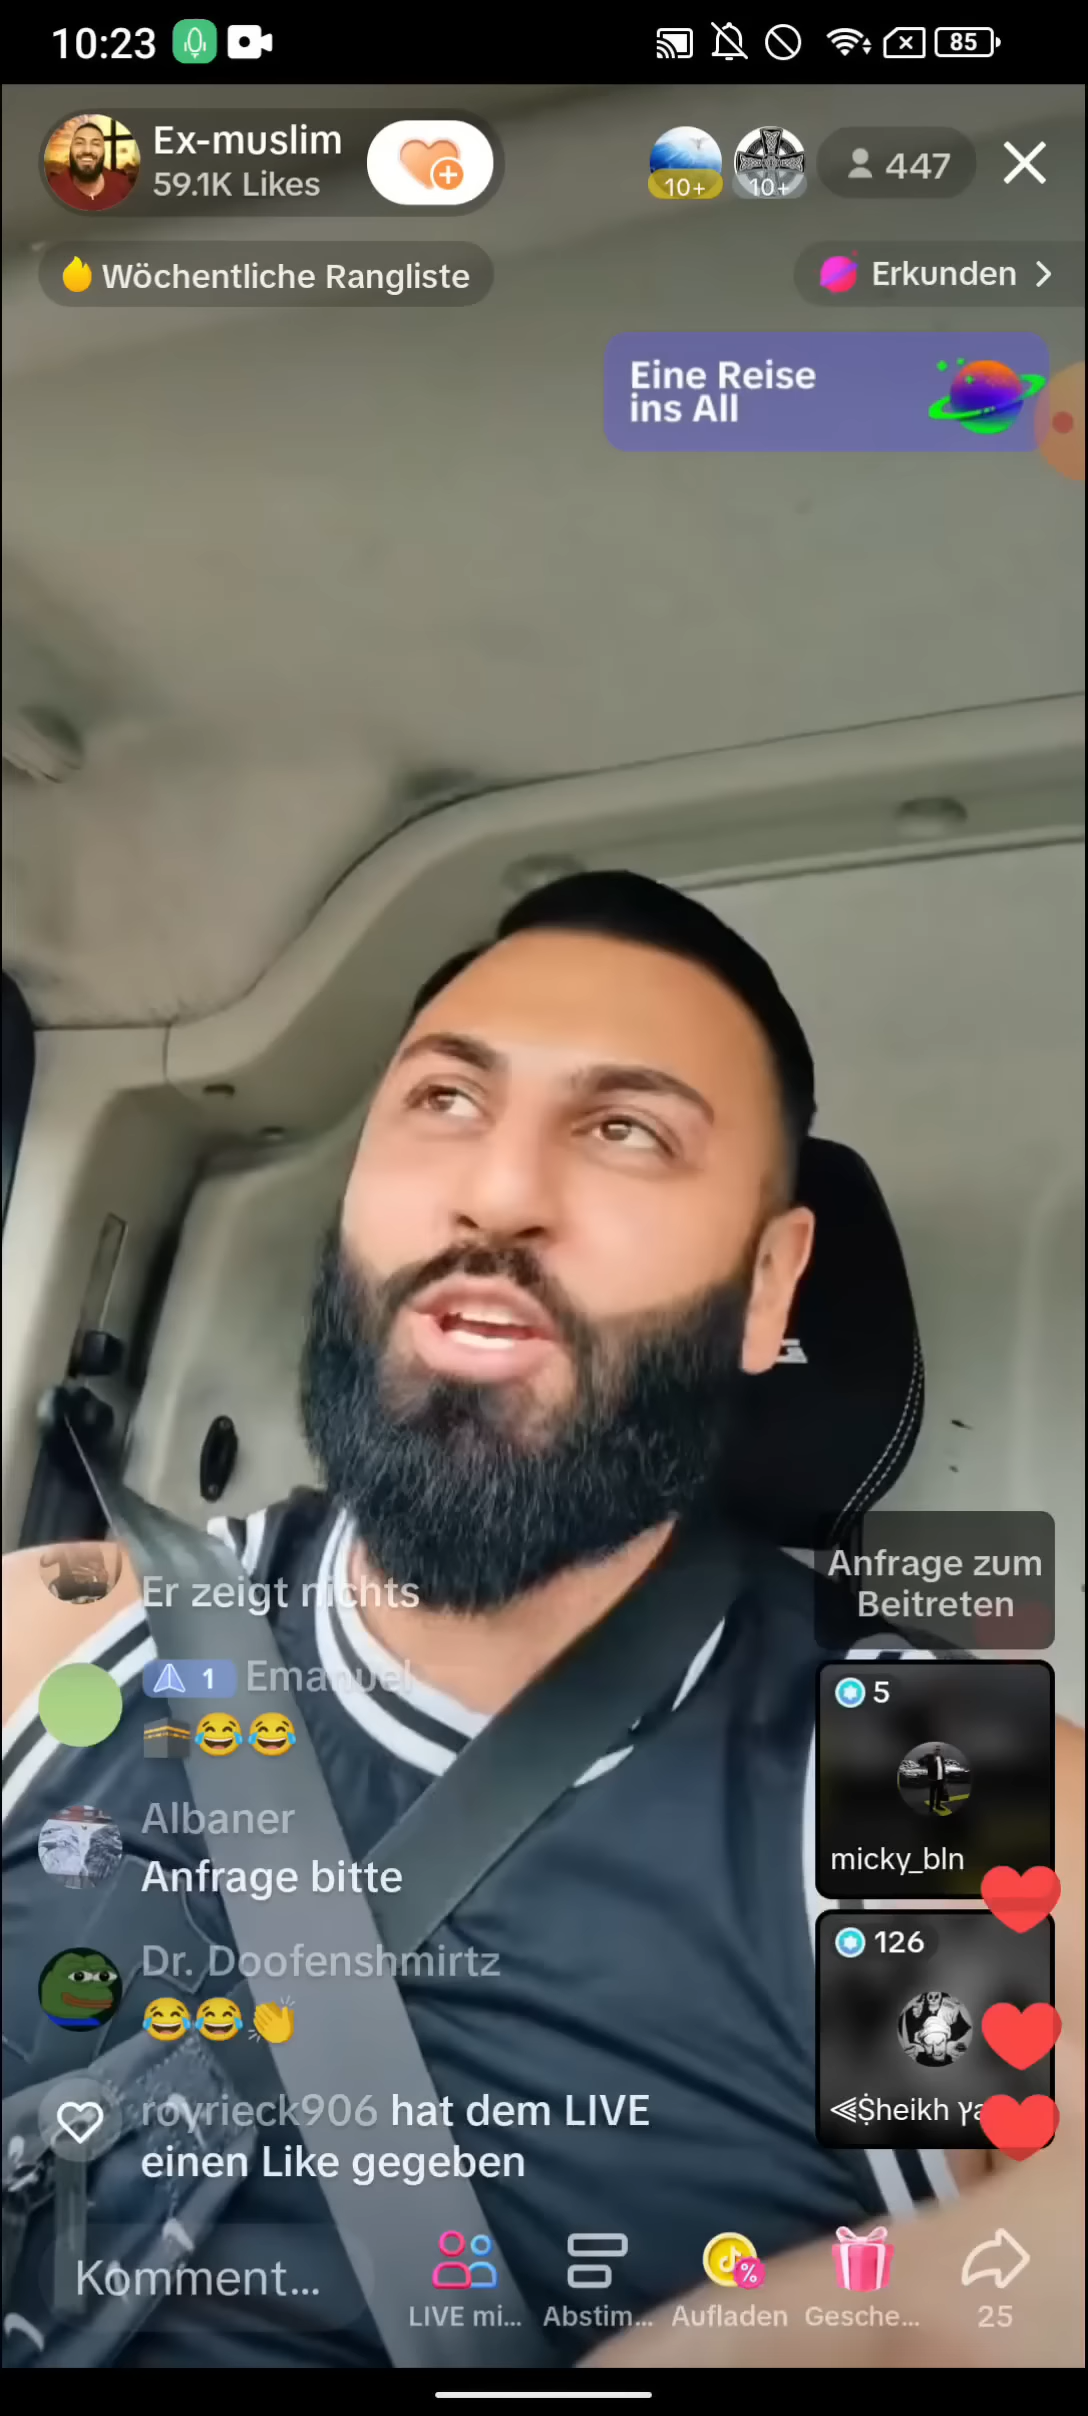 10:23
85
Ex-muslim
59.1K Likes
10+
10+
447
Wöchentliche Rangliste
Erkunden
Eine Reise
ins All
Anfrage zum
Beitreten
Er zeigt nichts
1 Emanuel
🕋😂😂
5
Albaner
Anfrage bitte
micky_bln
126
Dr. Doofenshmirtz
😂😂👏
royrieck906 hat dem LIVE
einen Like gegeben
Komment...
LIVE mi...
Abstim...
Aufladen
Gesche...
25